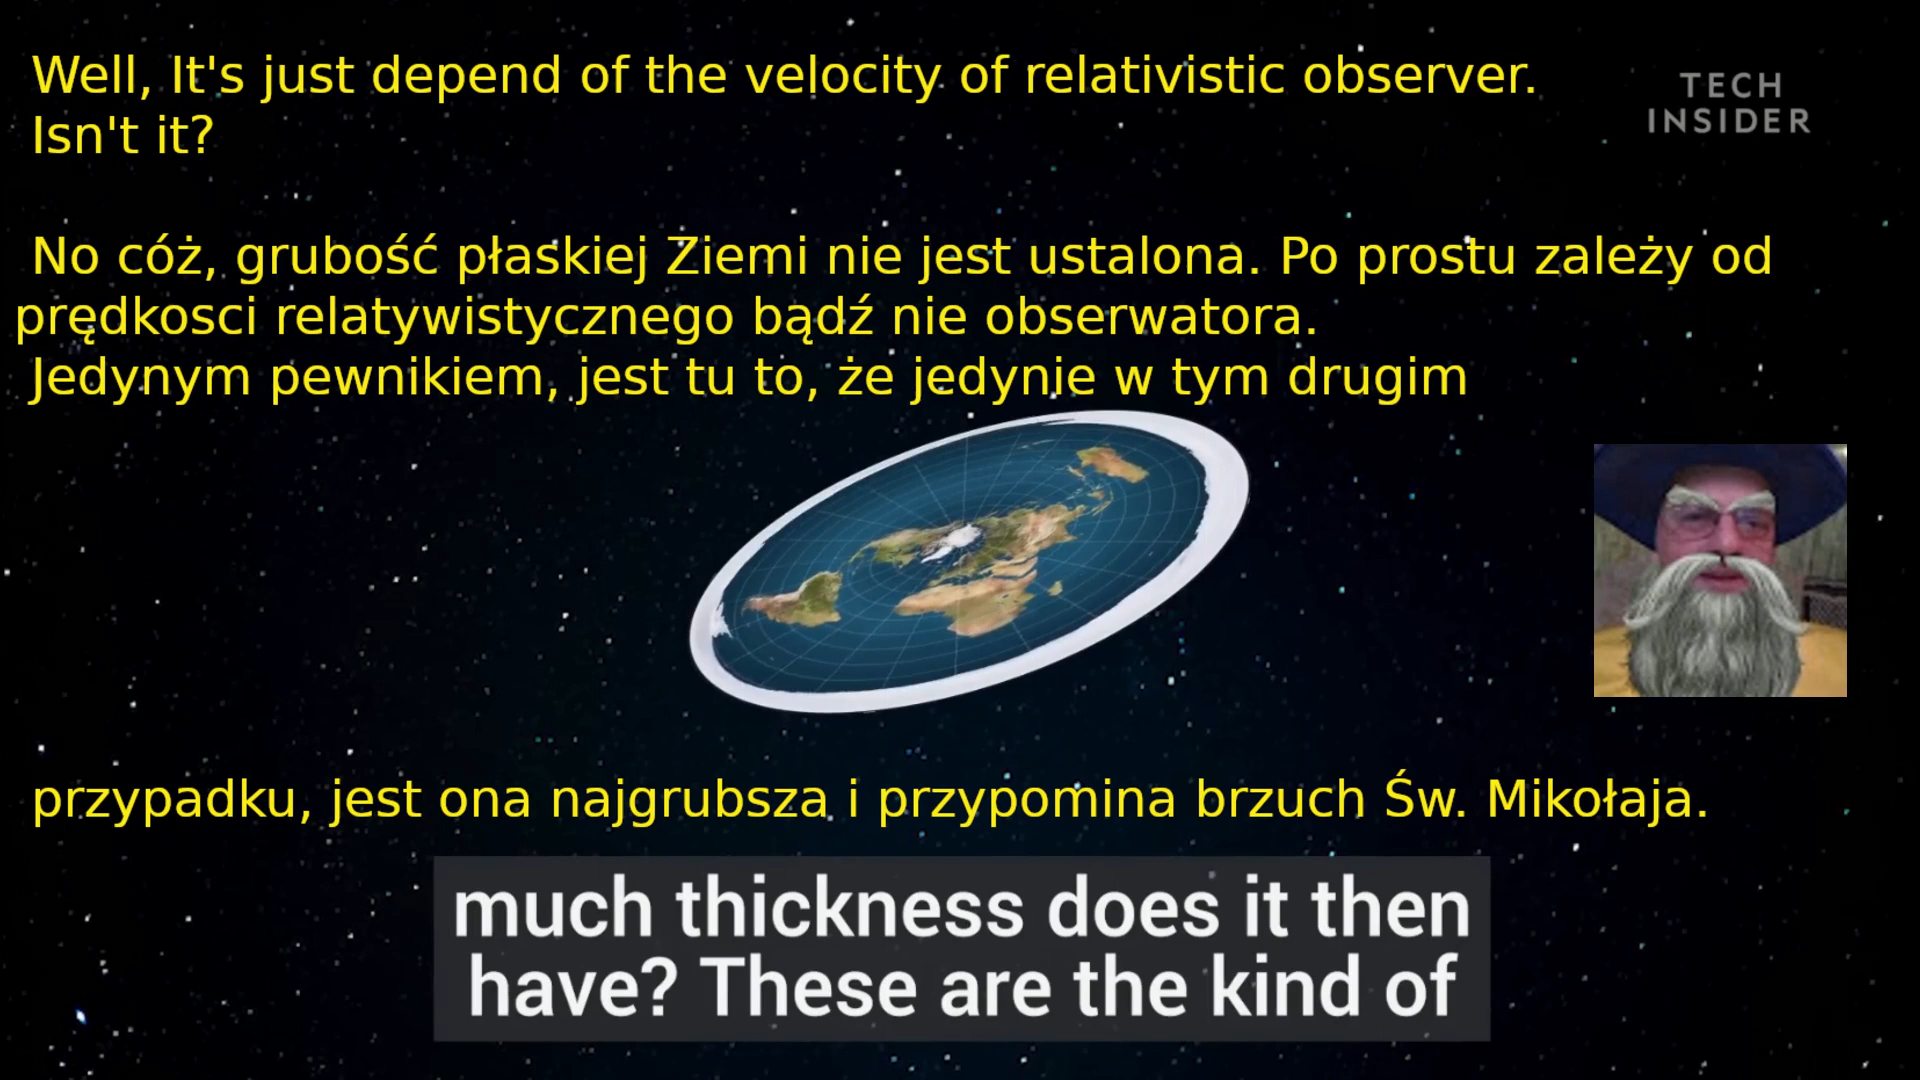 Well, It's just depend of the velocity of relativistic observer.
Isn't it?
TECH
INSIDER
No cóż, grubość płaskiej Ziemi nie jest ustalona. Po prostu zależy od
prędkosci relatywistycznego bądź nie obserwatora.
Jedynym pewnikiem, jest tu to, że jedynie w tym drugim
przypadku, jest ona najgrubsza i przypomina brzuch Św. Mikołaja.
much thickness does it then
have? These are the kind of